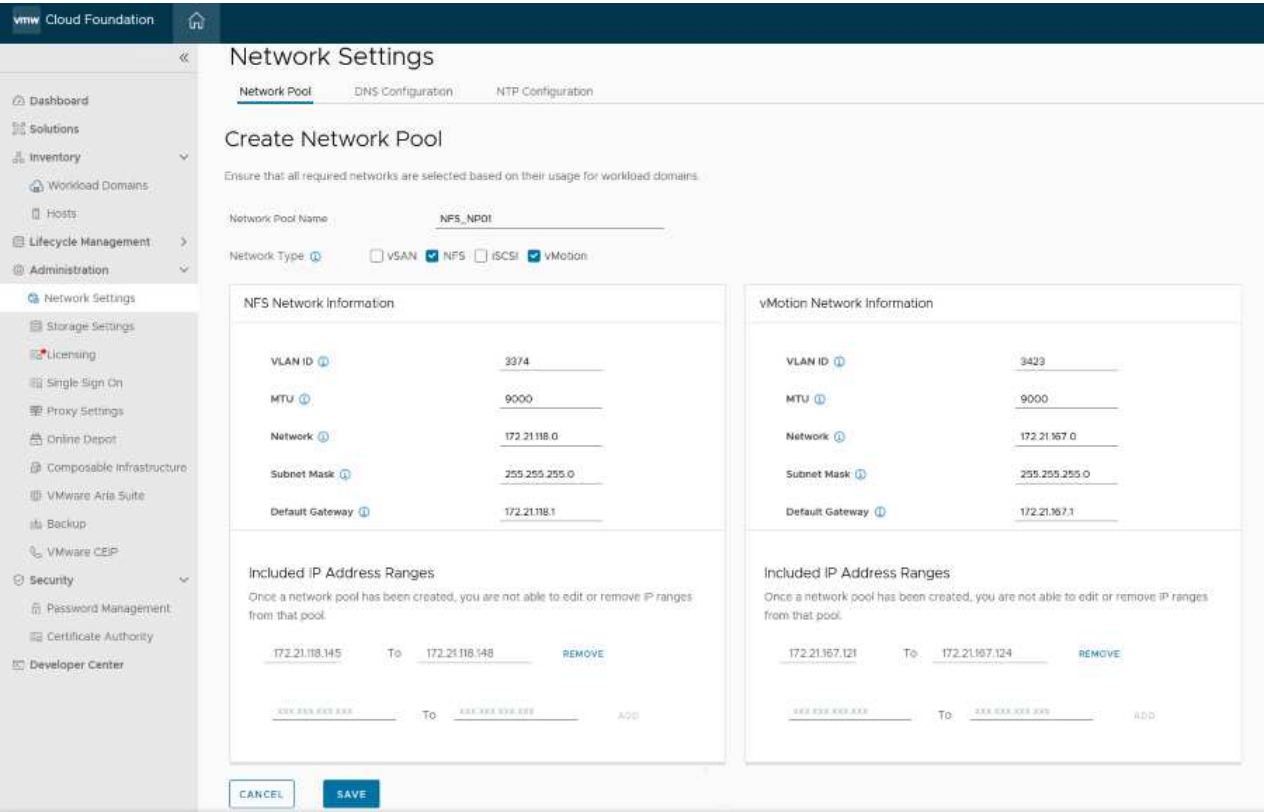 vmw Cloud Foundation
Network Settings
Network Pool DNS Configuration NTP Configuration
Dashboard
Solutions
Inventory
Workload Domains
Hosts
Lifecycle Management
Administration
Network Settings
Storage Settings
Licensing
Single Sign On
Proxy Settings
Online Depot
Composable Infrastructure
VMware Aria Suite
Backup
VMware CEIP
Security
Password Management
Certificate Authority
Developer Center
Create Network Pool
Ensure that all required networks are selected based on their usage for workload domains.
Network Pool Name NFS_NP01
Network Type vSAN NFS iSCSI vMotion
NFS Network Information
VLAN ID 3374
MTU 9000
Network 172.21.118.0
Subnet Mask 255.255.255.0
Default Gateway 172.21.118.1
Included IP Address Ranges
Once a network pool has been created, you are not able to edit or remove IP ranges
from that pool.
172.21.118.145 To 172.21.118.148 REMOVE
xxx.xxx.xxx.xxx To xxx.xxx.xxx.xxx ADD
vMotion Network Information
VLAN ID 3423
MTU 9000
Network 172.21.167.0
Subnet Mask 255.255.255.0
Default Gateway 172.21.167.1
Included IP Address Ranges
Once a network pool has been created, you are not able to edit or remove IP ranges
from that pool.
172.21.167.121 To 172.21.167.124 REMOVE
xxx.xxx.xxx.xxx To xxx.xxx.xxx.xxx ADD
CANCEL SAVE